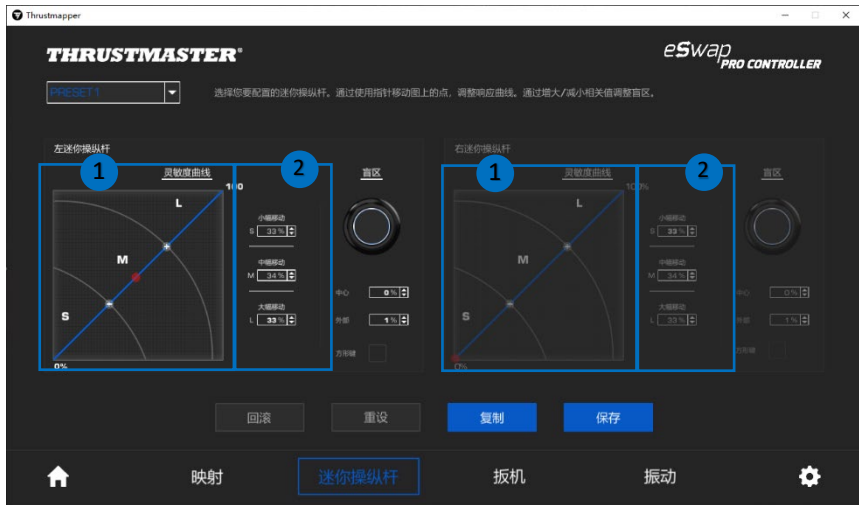 Thrustmapper
THRUSTMASTER®
eSwap
PRO CONTROLLER
PRESET1
选择您要配置的迷你操纵杆。通过使用指针移动图上的点，调整响应曲线。通过增大/减小相关值调整盲区。
左迷你操纵杆
1
灵敏度曲线
2
盲区
100
L
M
S
0%
小幅移动
S 33 %
中幅移动
M 34 %
大幅移动
L 33 %
中心 0 %
外部 1 %
方形键
右迷你操纵杆
1
灵敏度曲线
2
盲区
100%
L
M
S
0%
小幅移动
S 33 %
中幅移动
M 34 %
大幅移动
L 33 %
中心 0 %
外部 1 %
方形键
回滚
重设
复制
保存
映射
迷你操纵杆
扳机
振动